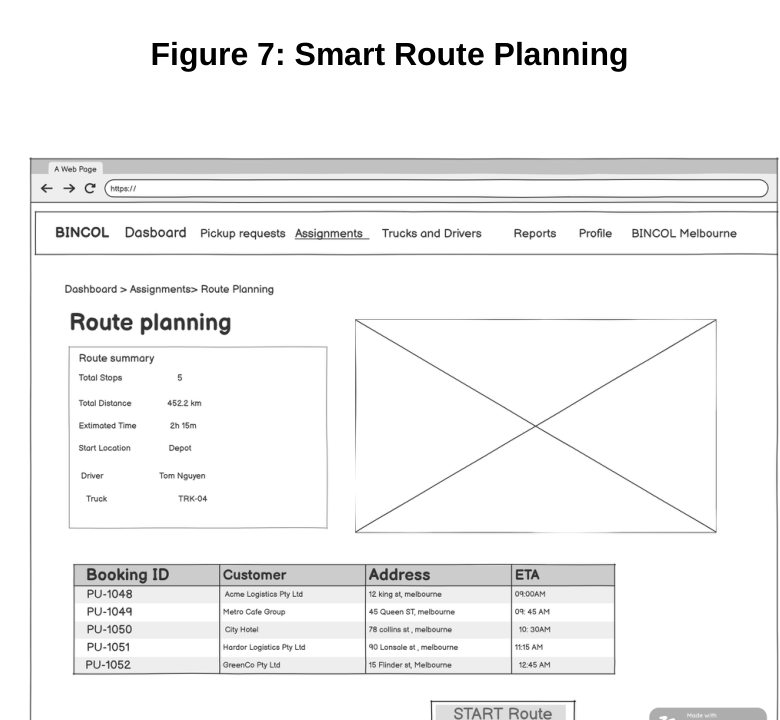 Figure 7: Smart Route Planning
A Web Page
https://
BINCOL Dasboard Pickup requests Assignments Trucks and Drivers Reports Profile BINCOL Melbourne
Dashboard > Assignments> Route Planning
Route planning
Route summary
Total Stops 5
Total Distance 452.2 km
Extimated Time 2h 15m
Start Location Depot
Driver Tom Nguyen
Truck TRK-04
Booking ID Customer Address ETA
PU-1048 Acme Logistics Pty Ltd 12 king st, melbourne 09:00AM
PU-1049 Metro Cafe Group 45 Queen ST, melbourne 09: 45 AM
PU-1050 City Hotel 78 collins st , melbourne 10: 30AM
PU-1051 Hardor Logistics Pty Ltd 90 Lonsale st , melbourne 11:15 AM
PU-1052 GreenCo Pty Ltd 15 Flinder st, Melbourne 12:45 AM
START Route
Made with